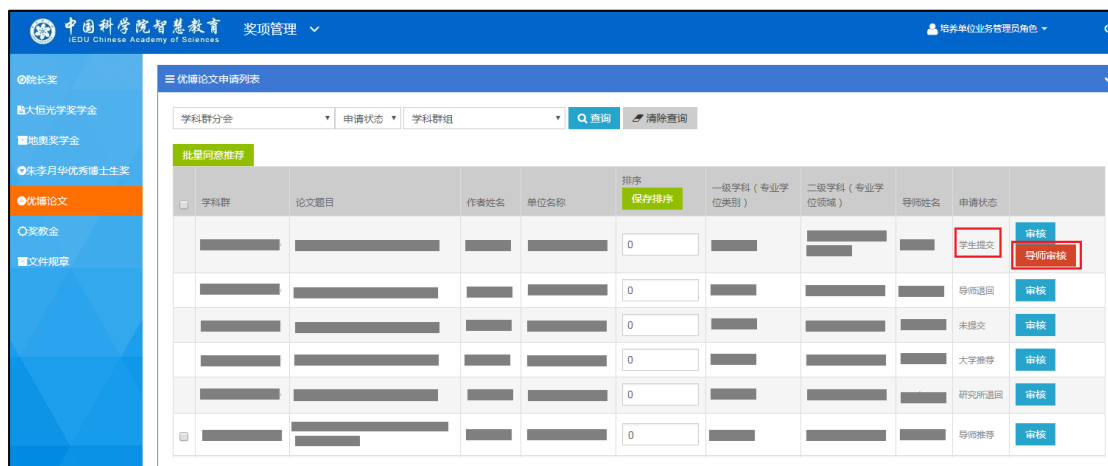 中国科学院智慧教育
iEDU Chinese Academy of Sciences
奖项管理
培养单位业务管理员角色
院长奖
大恒光学奖学金
地奥奖学金
朱李月华优秀博士生奖
优博论文
奖教金
文件规章
优博论文申请列表
学科群分会
申请状态
学科群组
查询
清除查询
批量同意推荐
学科群
论文题目
作者姓名
单位名称
排序
保存排序
一级学科（专业学
位类别）
二级学科（专业学
位领域）
导师姓名
申请状态
0
学生提交
审核
导师审核
0
导师退回
审核
0
未提交
审核
0
大学推荐
审核
0
研究所退回
审核
0
导师推荐
审核